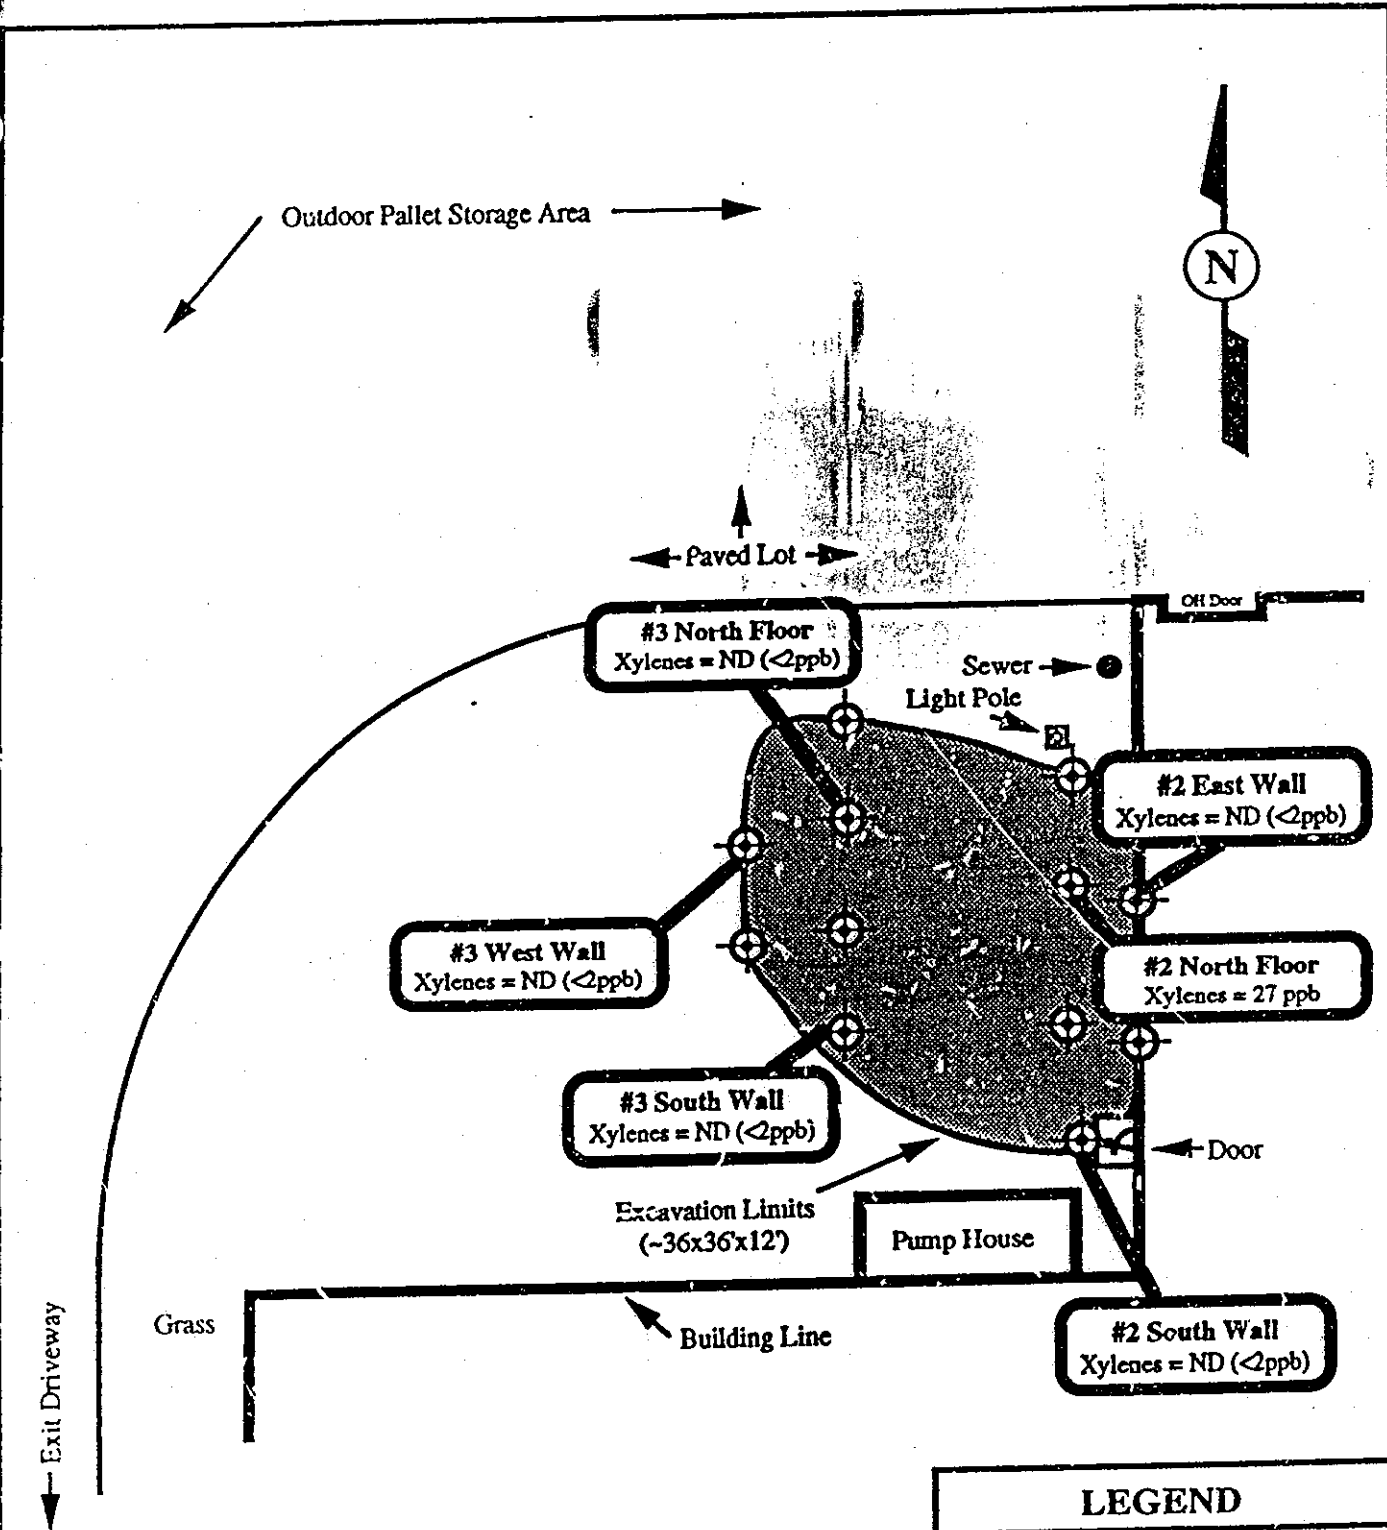 Outdoor Pallet Storage Area
N
Paved Lot
OH Door
#3 North Floor
Xylenes = ND (<2ppb)
Sewer
Light Pole
#2 East Wall
Xylenes = ND (<2ppb)
#3 West Wall
Xylenes = ND (<2ppb)
#2 North Floor
Xylenes = 27 ppb
#3 South Wall
Xylenes = ND (<2ppb)
Door
Excavation Limits
(~36x36'x12')
Pump House
Grass
Building Line
#2 South Wall
Xylenes = ND (<2ppb)
Exit Driveway
LEGEND